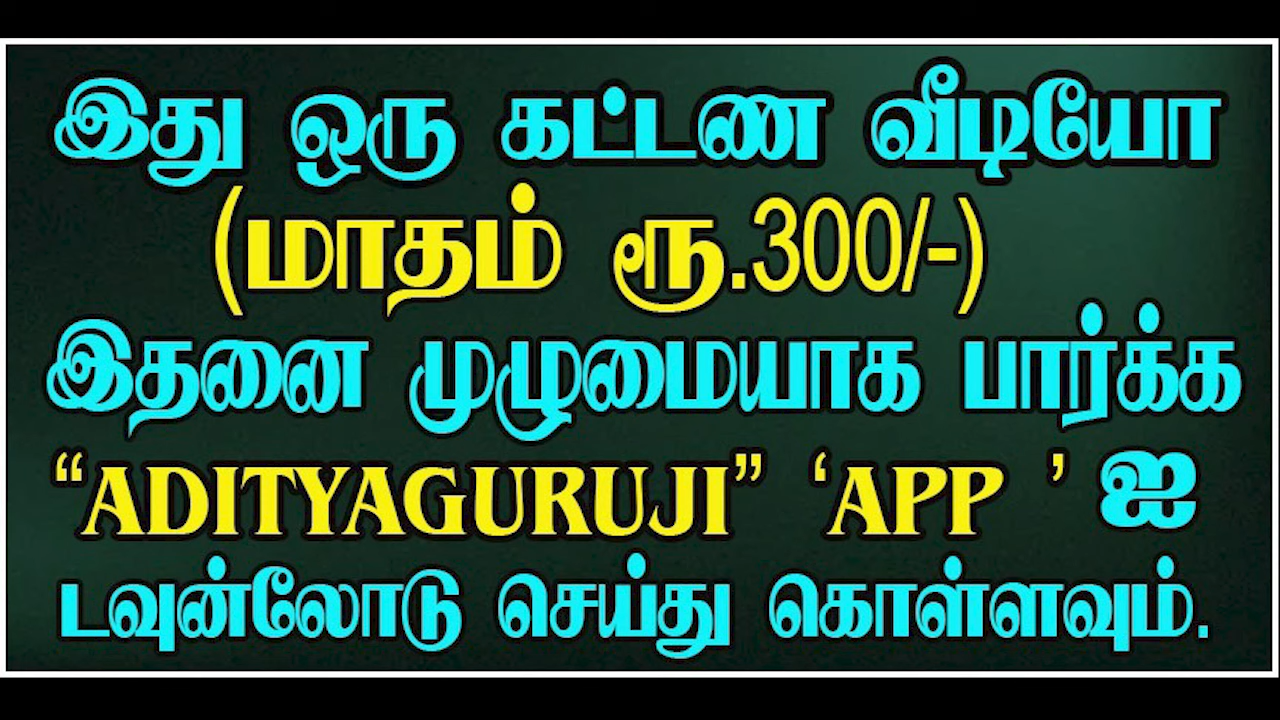 இது ஒரு கட்டண வீடியோ
(மாதம் ரூ.300/-)
இதனை முழுமையாக பார்க்க
“ADITYAGURUJI” ‘APP ’ ஐ
டவுன்லோடு செய்து கொள்ளவும்.